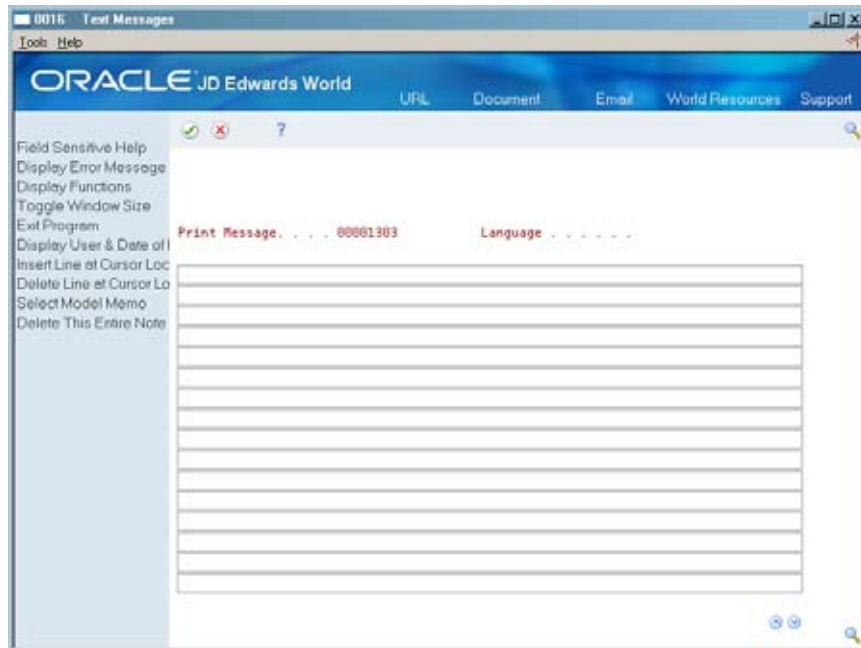 0016 Text Messages
Tools Help
ORACLE JD Edwards World
URL Document Email World Resources Support
?
Field Sensitive Help
Display Error Message
Display Functions
Toggle Window Size
Exit Program
Display User & Date of
Insert Line at Cursor Loc
Delete Line at Cursor Lo
Select Model Memo
Delete This Entire Note
Print Message. . . . 00001303 Language . . . . . .